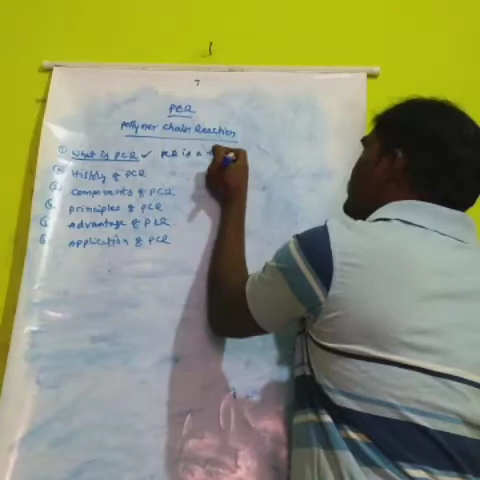 PCR
Polymer Chain Reaction
① What is PCR ✓ PCR is a
② History of PCR
③ Components of PCR
④ principles of PCR
⑤ advantage of PCR
⑥ application of PCR